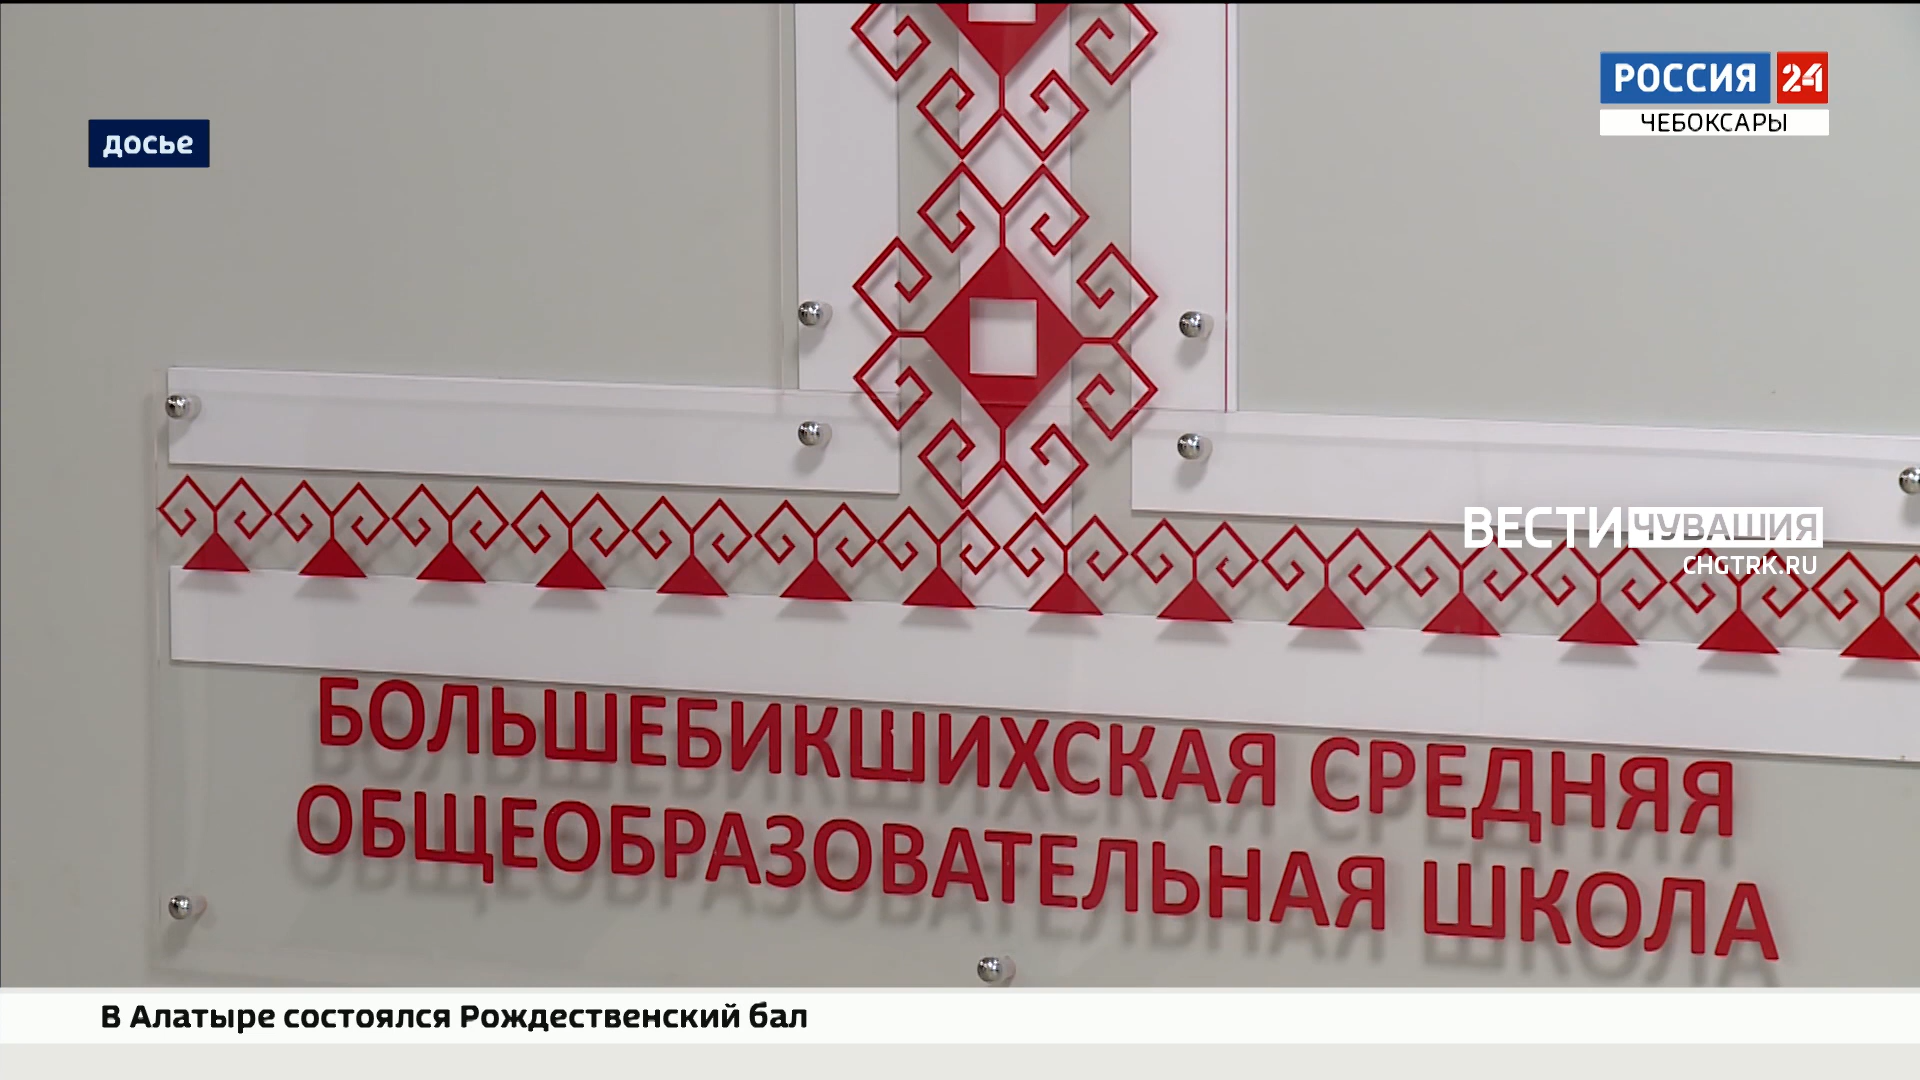 РОССИЯ 24
ЧЕБОКСАРЫ
досье
ВЕСТИ ЧУВАШИЯ
CHGTRK.RU
БОЛЬШЕБИКШИХСКАЯ СРЕДНЯЯ
ОБЩЕОБРАЗОВАТЕЛЬНАЯ ШКОЛА
В Алатыре состоялся Рождественский бал